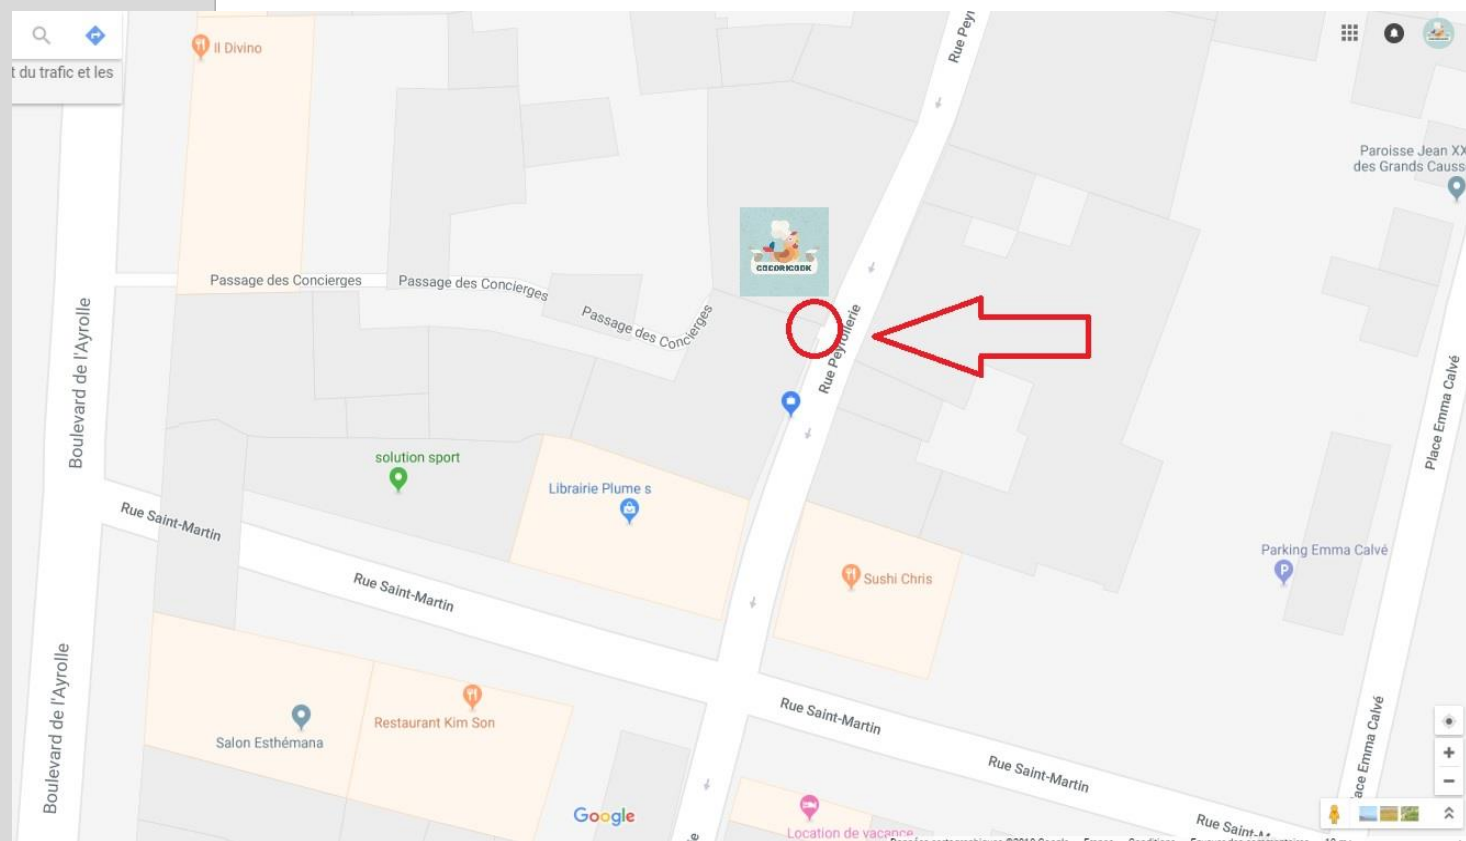 Il Divino
Rue Peyr
t du trafic et les
Paroisse Jean XX
des Grands Causs
COCORICOOK
Passage des Concierges
Passage des Concierges
Passage des Concierges
Boulevard de l'Ayrolle
Rue Peyrollerie
Place Emma Calvé
solution sport
Librairie Plume s
Rue Saint-Martin
Parking Emma Calvé
P
Rue Saint-Martin
Sushi Chris
Boulevard de l'Ayrolle
Restaurant Kim Son
Salon Esthémana
Rue Saint-Martin
Rue Saint-Martin
ace Emma Calvé
Google
Location de vacance
Rue Saint-M